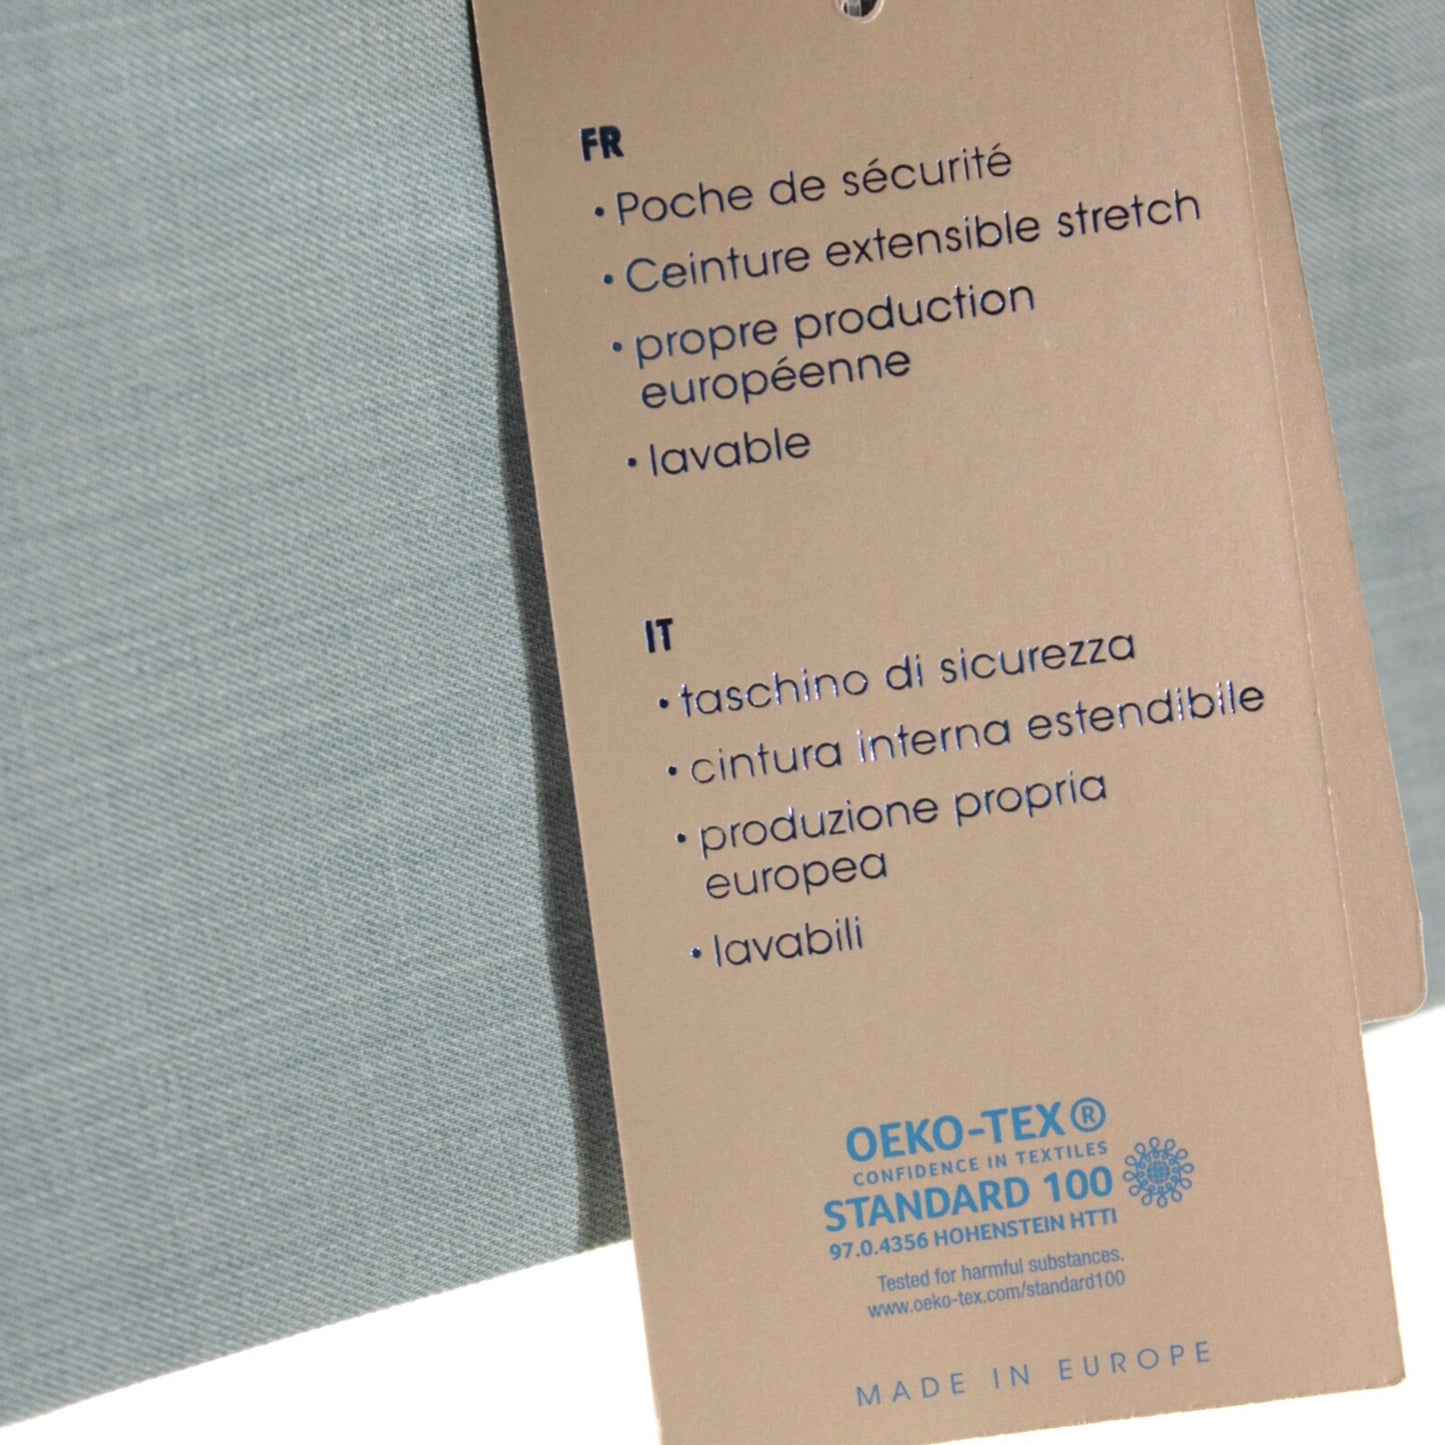 FR
• Poche de sécurité
• Ceinture extensible stretch
• propre production
européenne
• lavable
IT
• taschino di sicurezza
• cintura interna estendibile
• produzione propria
europea
• lavabili
OEKO-TEX®
CONFIDENCE IN TEXTILES
STANDARD 100
97.0.4356 HOHENSTEIN HTTI
Tested for harmful substances.
www.oeko-tex.com/standard100
MADE IN EUROPE